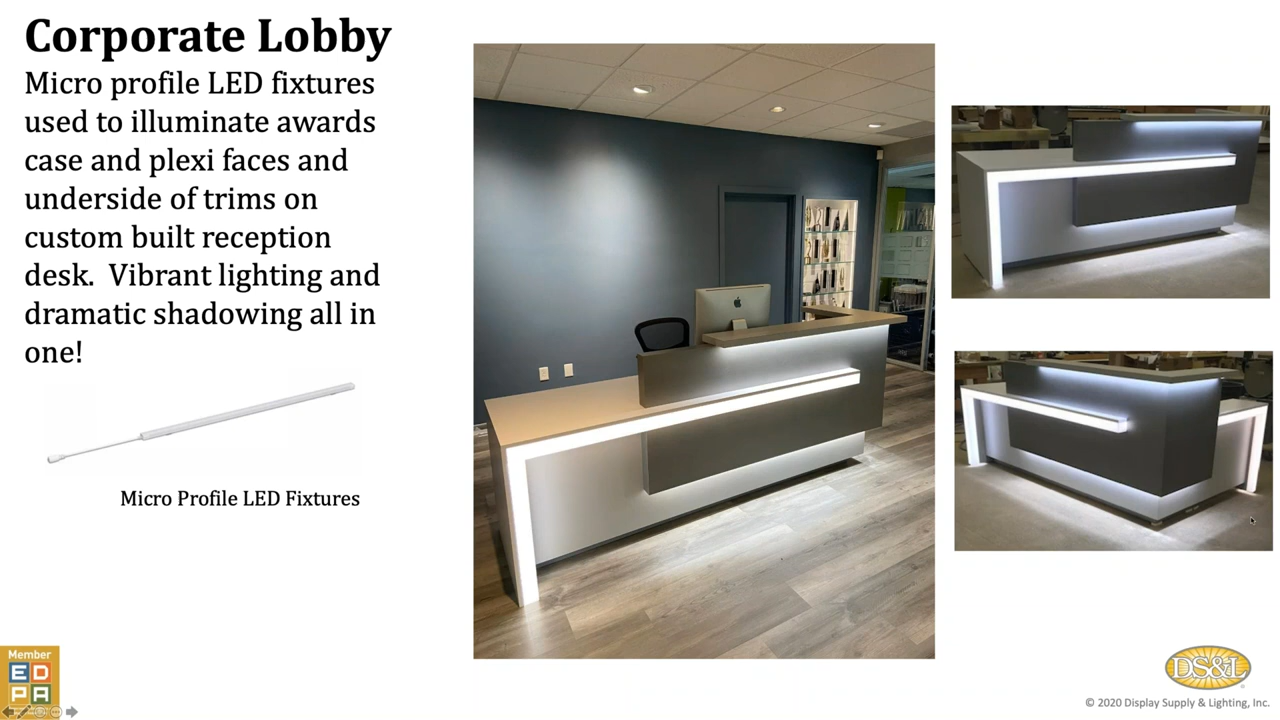 Corporate Lobby
Micro profile LED fixtures
used to illuminate awards
case and plexi faces and
underside of trims on
custom built reception
desk.  Vibrant lighting and
dramatic shadowing all in
one!
Micro Profile LED Fixtures
Member
ED
PA
DS&L
© 2020 Display Supply & Lighting, Inc.